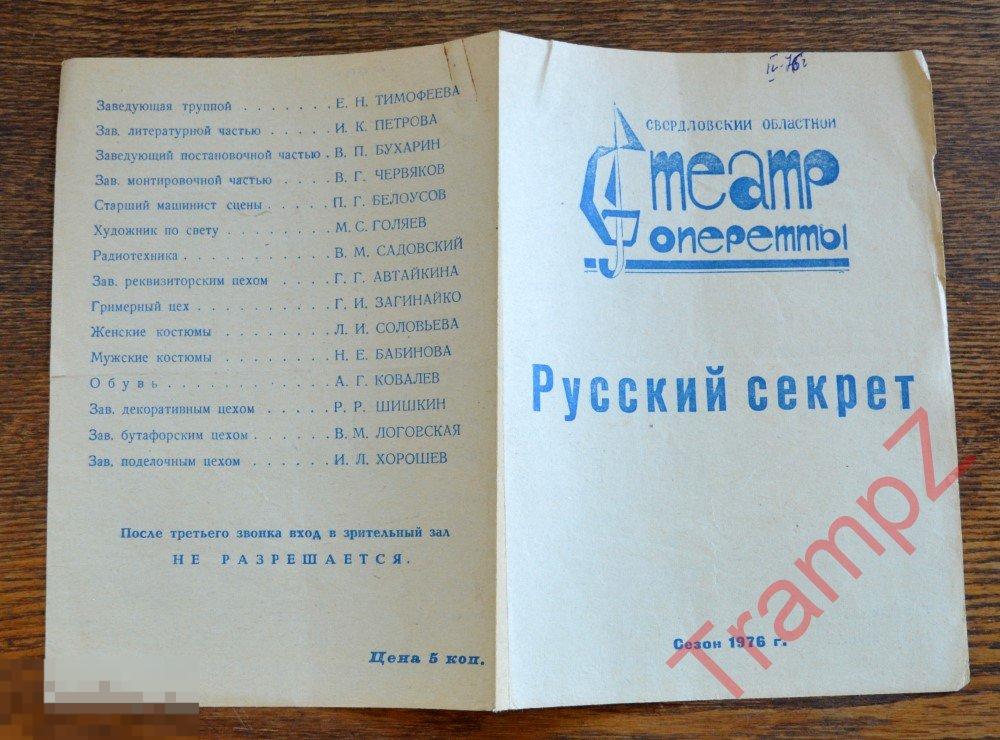 Заведующая труппой . . . . . . . Е. Н. ТИМОФЕЕВА
Зав. литературной частью . . . . . И. К. ПЕТРОВА
Заведующий постановочной частью . В. П. БУХАРИН
Зав. монтировочной частью . . . . В. Г. ЧЕРВЯКОВ
Старший машинист сцены . . . . . П. Г. БЕЛОУСОВ
Художник по свету . . . . . . . М. С. ГОЛЯЕВ
Радиотехника . . . . . . . . . . В. М. САДОВСКИЙ
Зав. реквизиторским цехом . . . . Г. Г. АВТАЙКИНА
Гримерный цех . . . . . . . . . Г. И. ЗАГИНАЙКО
Женские костюмы . . . . . . . . Л. И. СОЛОВЬЕВА
Мужские костюмы . . . . . . . . Н. Е. БАБИНОВА
Обувь . . . . . . . . . . . . . А. Г. КОВАЛЕВ
Зав. декоративным цехом . . . . . Р. Р. ШИШКИН
Зав. бутафорским цехом . . . . . . В. М. ЛОГОВСКАЯ
Зав. поделочным цехом . . . . . . И. Л. ХОРОШЕВ
После третьего звонка вход в зрительный зал
НЕ РАЗРЕШАЕТСЯ.
Цена 5 коп.
IV-76г
СВЕРДЛОВСКИЙ ОБЛАСТНОЙ
театр
оперетты
Русский секрет
Сезон 1976 г.
TrampZ